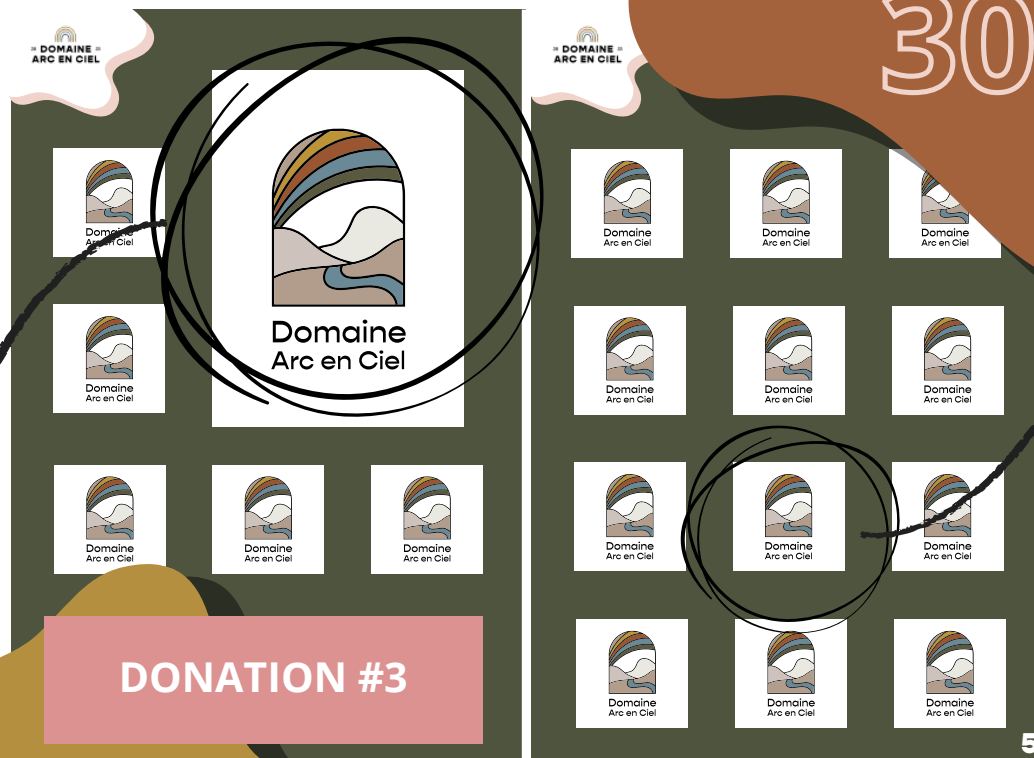 DOMAINE
ARC EN CIEL
Domaine
Arc en Ciel
Domaine
Arc en Ciel
Domaine
Arc en Ciel
Domaine
Arc en Ciel
Domaine
Arc en Ciel
Domaine
Arc en Ciel
DONATION #3
DOMAINE
ARC EN CIEL
30
Domaine
Arc en Ciel
Domaine
Arc en Ciel
Domaine
Arc en Ciel
Domaine
Arc en Ciel
Domaine
Arc en Ciel
Domaine
Arc en Ciel
Domaine
Arc en Ciel
Domaine
Arc en Ciel
Domaine
Arc en Ciel
Domaine
Arc en Ciel
Domaine
Arc en Ciel
Domaine
Arc en Ciel
5